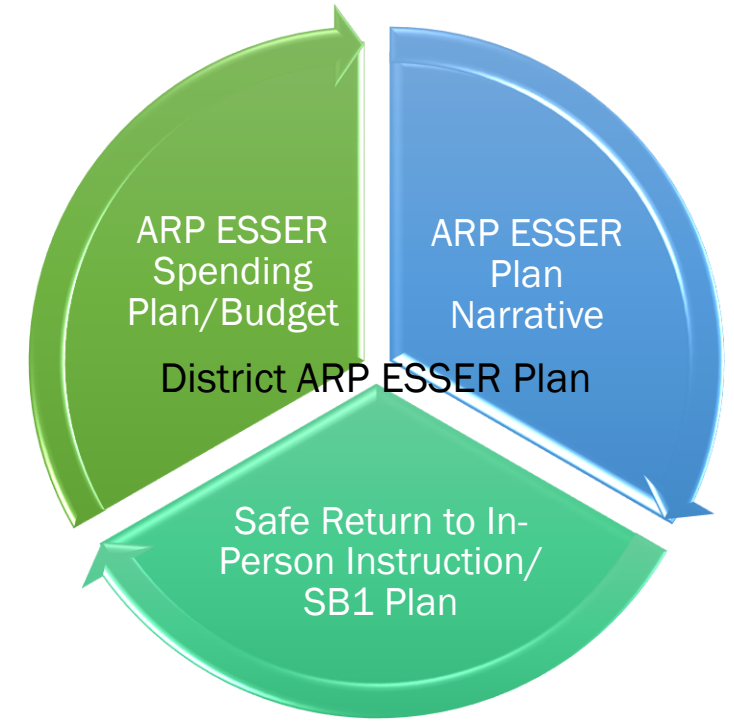 ARP ESSER
Spending
Plan/Budget
ARP ESSER
Plan
Narrative
District ARP ESSER Plan
Safe Return to In-
Person Instruction/
SB1 Plan